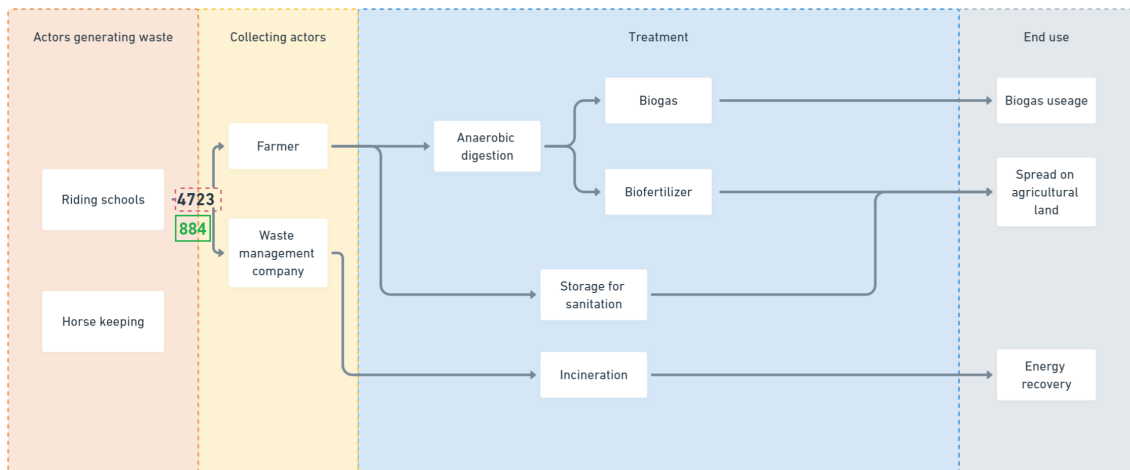 Actors generating waste
Collecting actors
Treatment
End use
Riding schools
4723
884
Horse keeping
Farmer
Waste
management
company
Anaerobic
digestion
Biogas
Biofertilizer
Storage for
sanitation
Incineration
Biogas useage
Spread on
agricultural
land
Energy
recovery